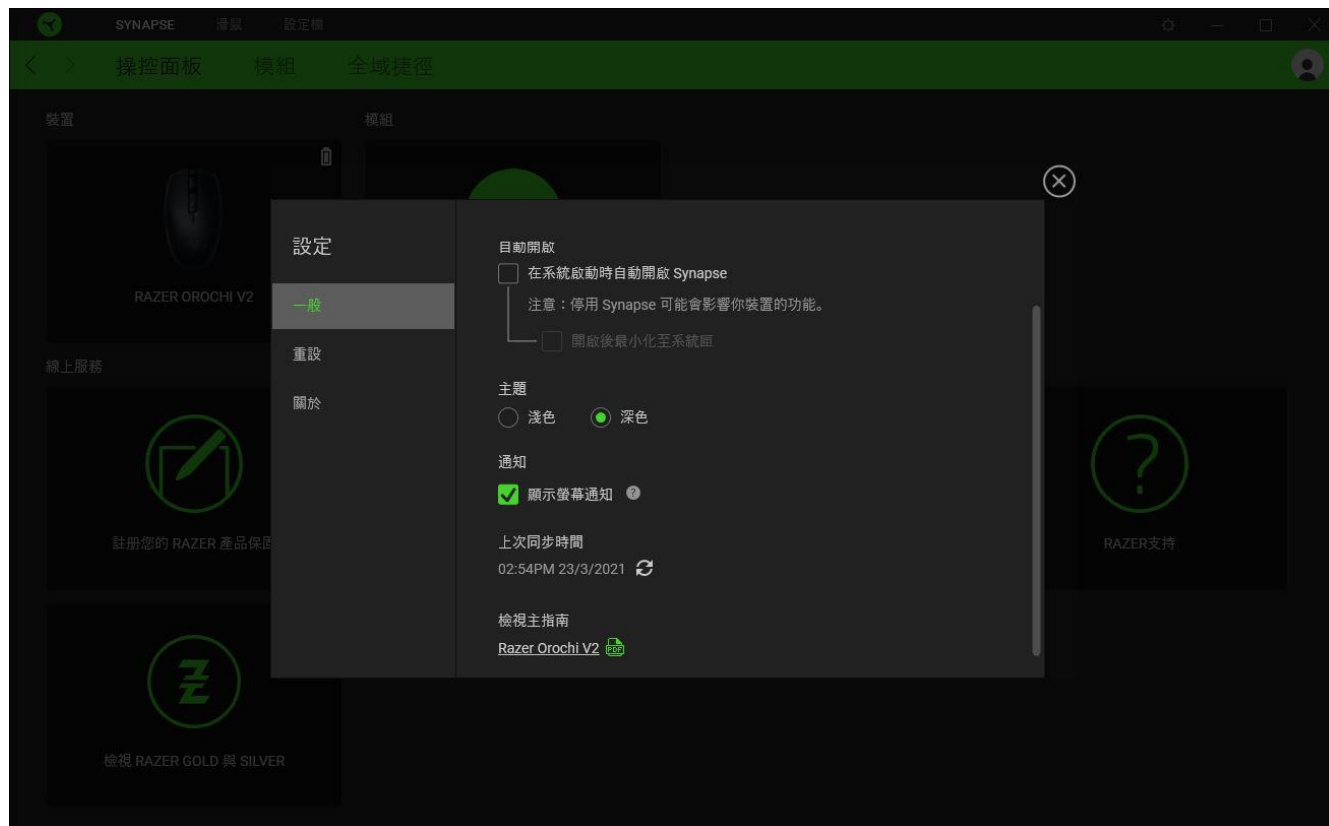 SYNAPSE 滑鼠 設定檔
操控面板 模組 全域捷徑
裝置 模組
RAZER OROCHI V2
線上服務
註册您的 RAZER 產品保固
檢視 RAZER GOLD 與 SILVER
RAZER支持
設定
一般
重設
關於
自動開啟
在系統啟動時自動開啟 Synapse
注意：停用 Synapse 可能會影響你裝置的功能。
開啟後最小化至系統匣
主題
淺色 深色
通知
顯示螢幕通知
上次同步時間
02:54PM 23/3/2021
檢視主指南
Razer Orochi V2
PDF